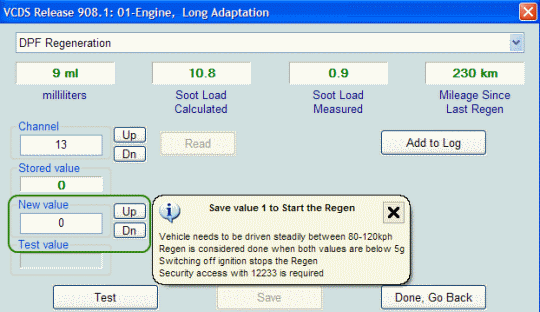 VCDS Release 908.1: 01-Engine, Long Adaptation
DPF Regeneration
9 ml
10.8
0.9
230 km
milliliters
Soot Load
Calculated
Soot Load
Measured
Mileage Since
Last Regen
Channel
13
Up
Dn
Read
Add to Log
Stored value
0
New value
0
Up
Dn
Test value
Save value 1 to Start the Regen
Vehicle needs to be driven steadily between 80-120kph
Regen is considered done when both values are below 5g
Switching off ignition stops the Regen
Security access with 12233 is required
Test
Save
Done, Go Back